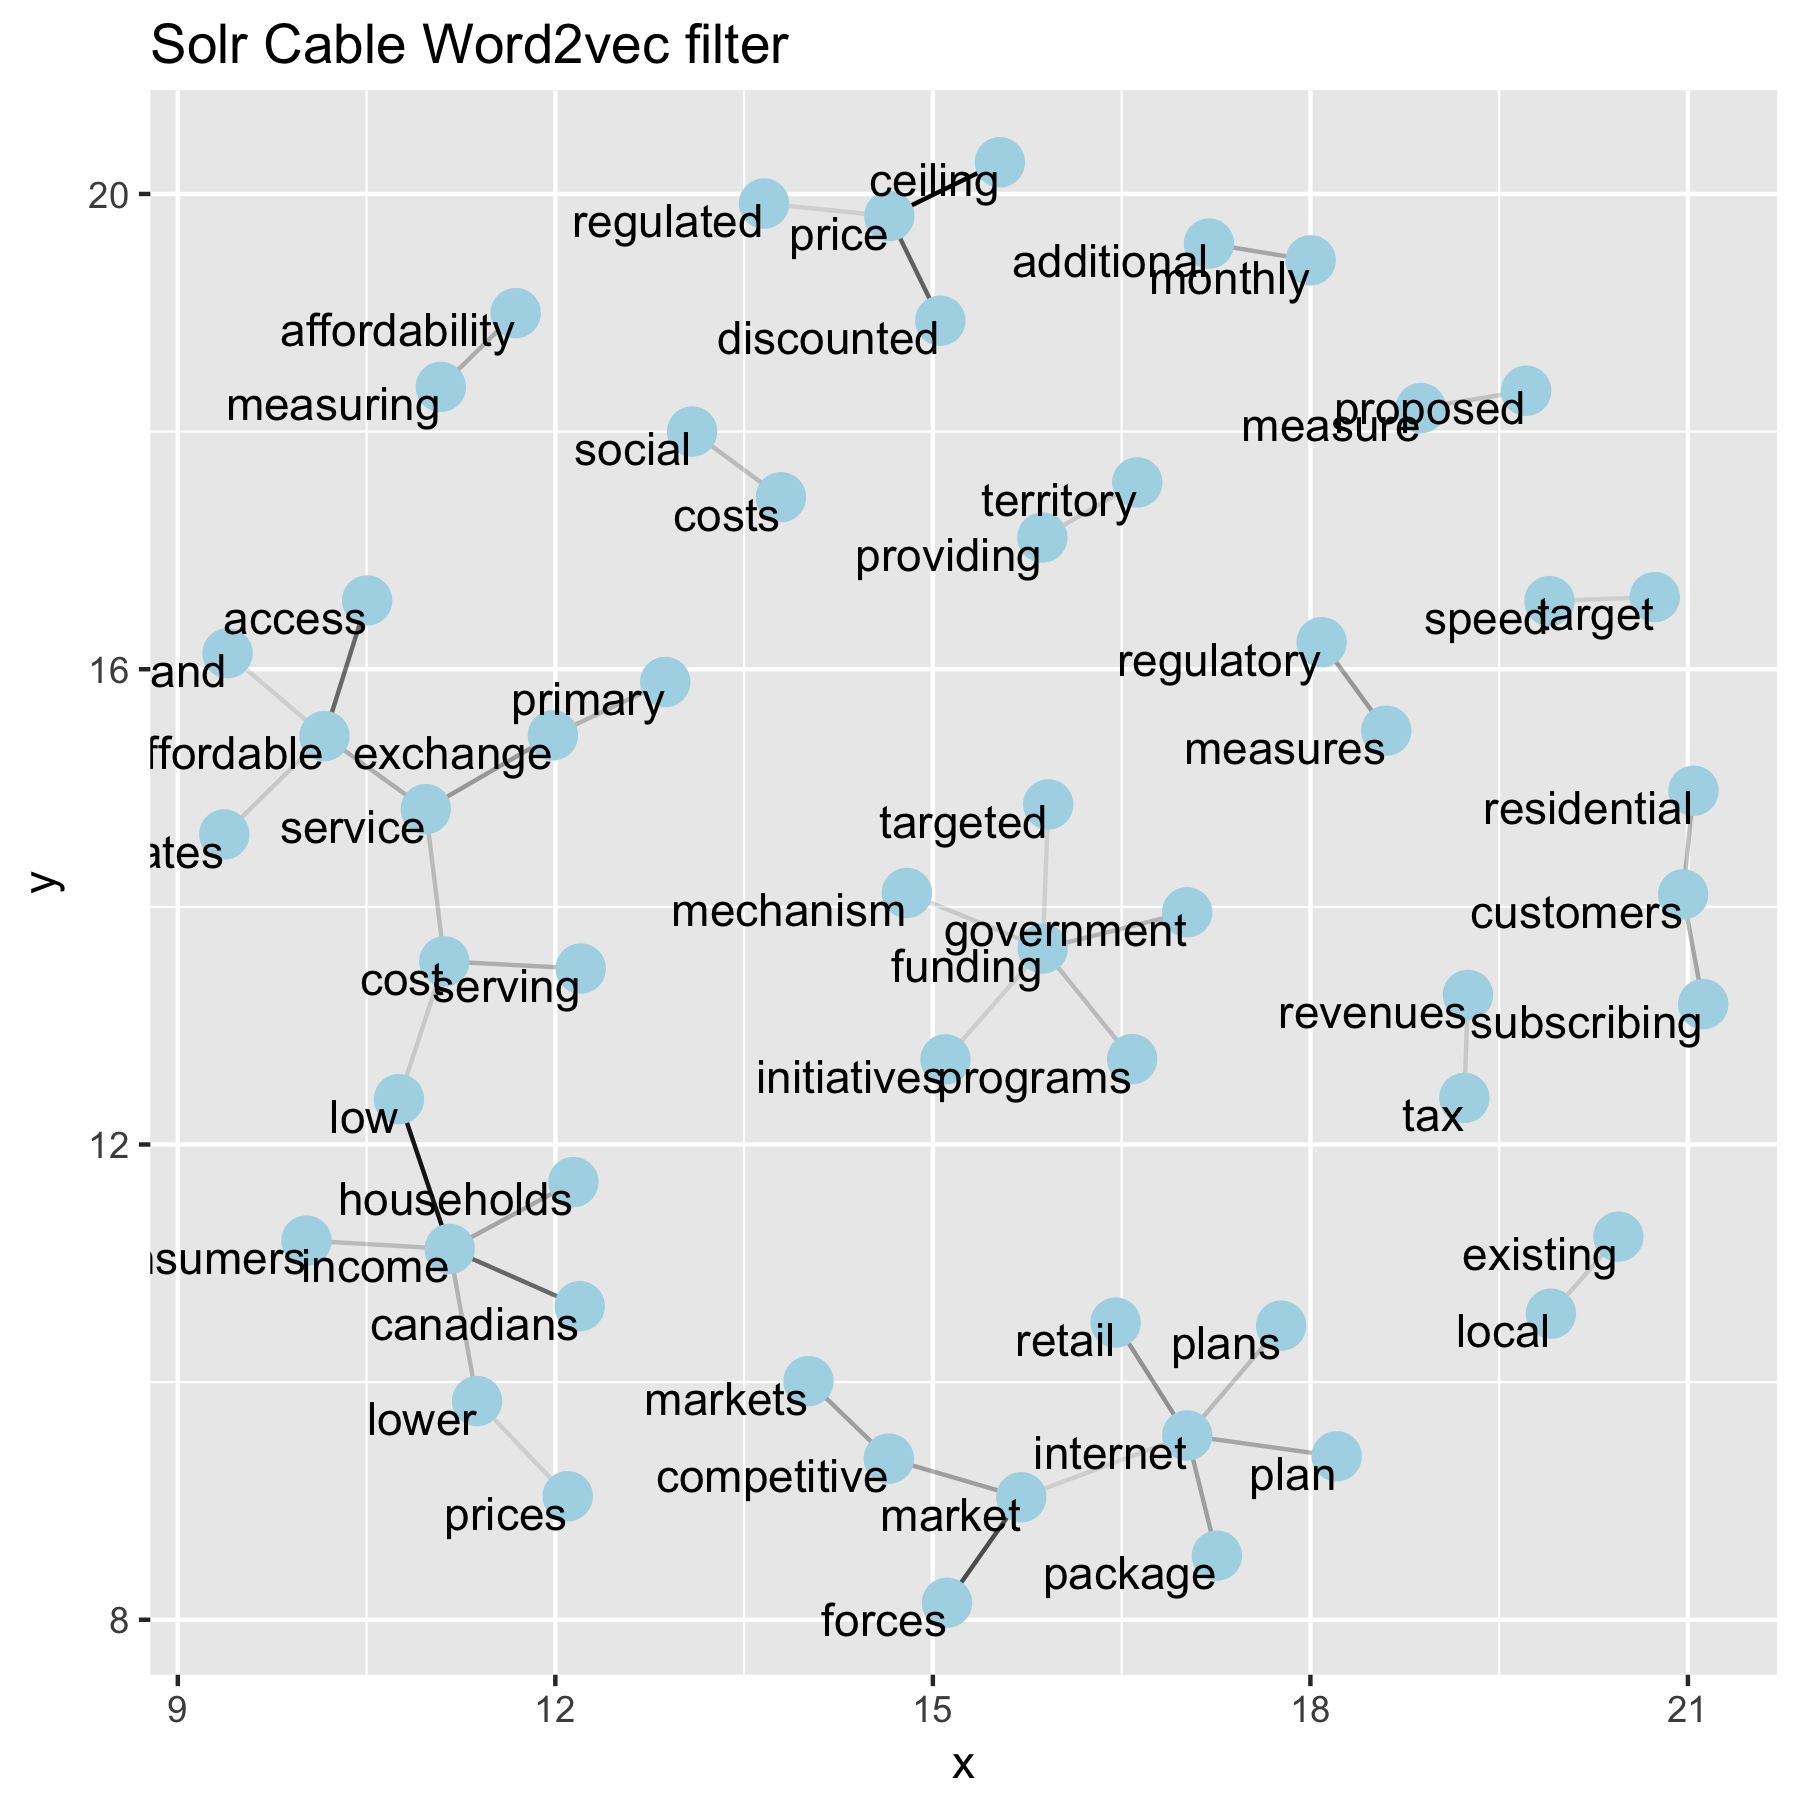 Solr Cable Word2vec filter
ceiling
regulated
price
additional
monthly
affordability
discounted
measuring
proposed
measure
social
territory
costs
providing
access
speed
target
and
regulatory
primary
ffordable
exchange
measures
residential
targeted
service
ates
mechanism
customers
government
funding
cost
serving
revenues
subscribing
initiatives
programs
low
tax
households
nsumers
income
existing
canadians
local
retail
plans
markets
lower
internet
competitive
plan
prices
market
package
forces
20
16
12
8
y
9
12
15
18
21
x